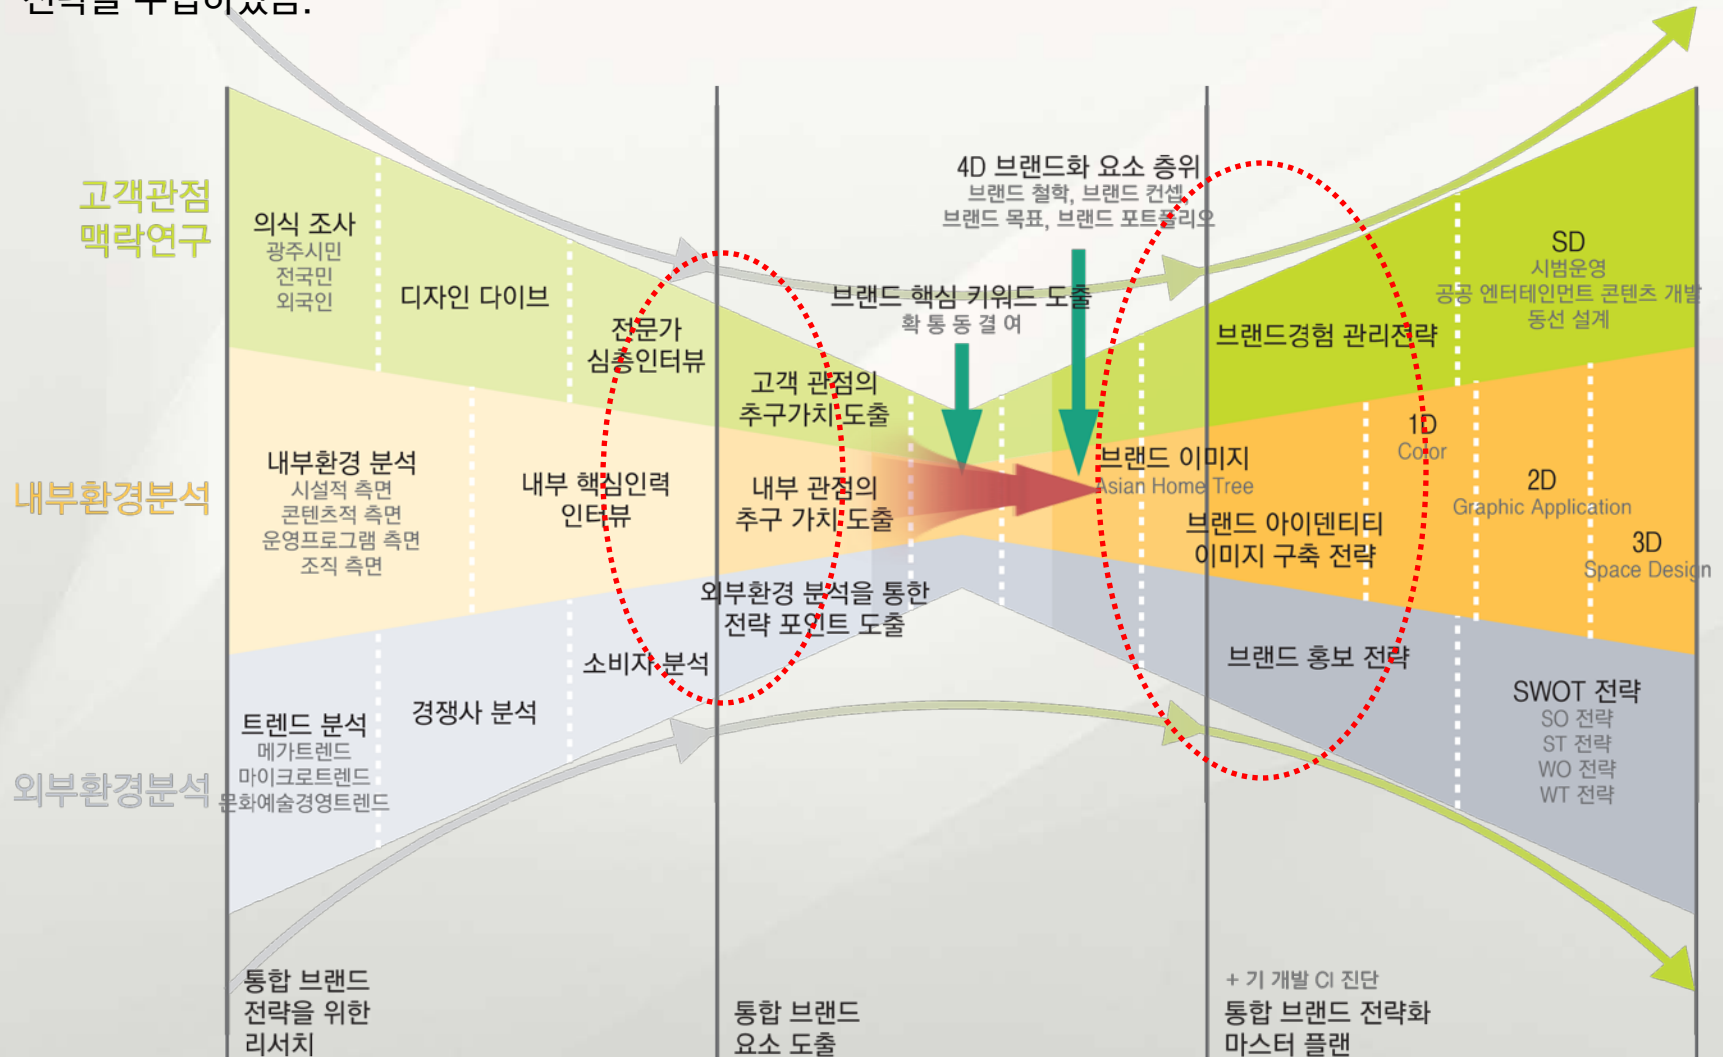 전략을 수립하였음.
고객관점
맥락연구
의식 조사
광주시민
전국민
외국인
디자인 다이브
전문가
심층인터뷰
고객 관점의
추구가치 도출
4D 브랜드화 요소 층위
브랜드 철학, 브랜드 컨셉,
브랜드 목표, 브랜드 포트폴리오
브랜드 핵심 키워드 도출
확 통 동 결 여
브랜드경험 관리전략
SD
시범운영
공공 엔터테인먼트 콘텐츠 개발
동선 설계
내부환경분석
내부환경 분석
시설적 측면
콘텐츠적 측면
운영프로그램 측면
조직 측면
내부 핵심인력
인터뷰
내부 관점의
추구 가치 도출
브랜드 이미지
Asian Home Tree
브랜드 아이덴티티
이미지 구축 전략
1D
Color
2D
Graphic Application
3D
Space Design
외부환경분석
트렌드 분석
메가트렌드
마이크로트렌드
문화예술경영트렌드
경쟁사 분석
소비자 분석
외부환경 분석을 통한
전략 포인트 도출
브랜드 홍보 전략
SWOT 전략
SO 전략
ST 전략
WO 전략
WT 전략
통합 브랜드
전략을 위한
리서치
통합 브랜드
요소 도출
+ 기 개발 CI 진단
통합 브랜드 전략화
마스터 플랜